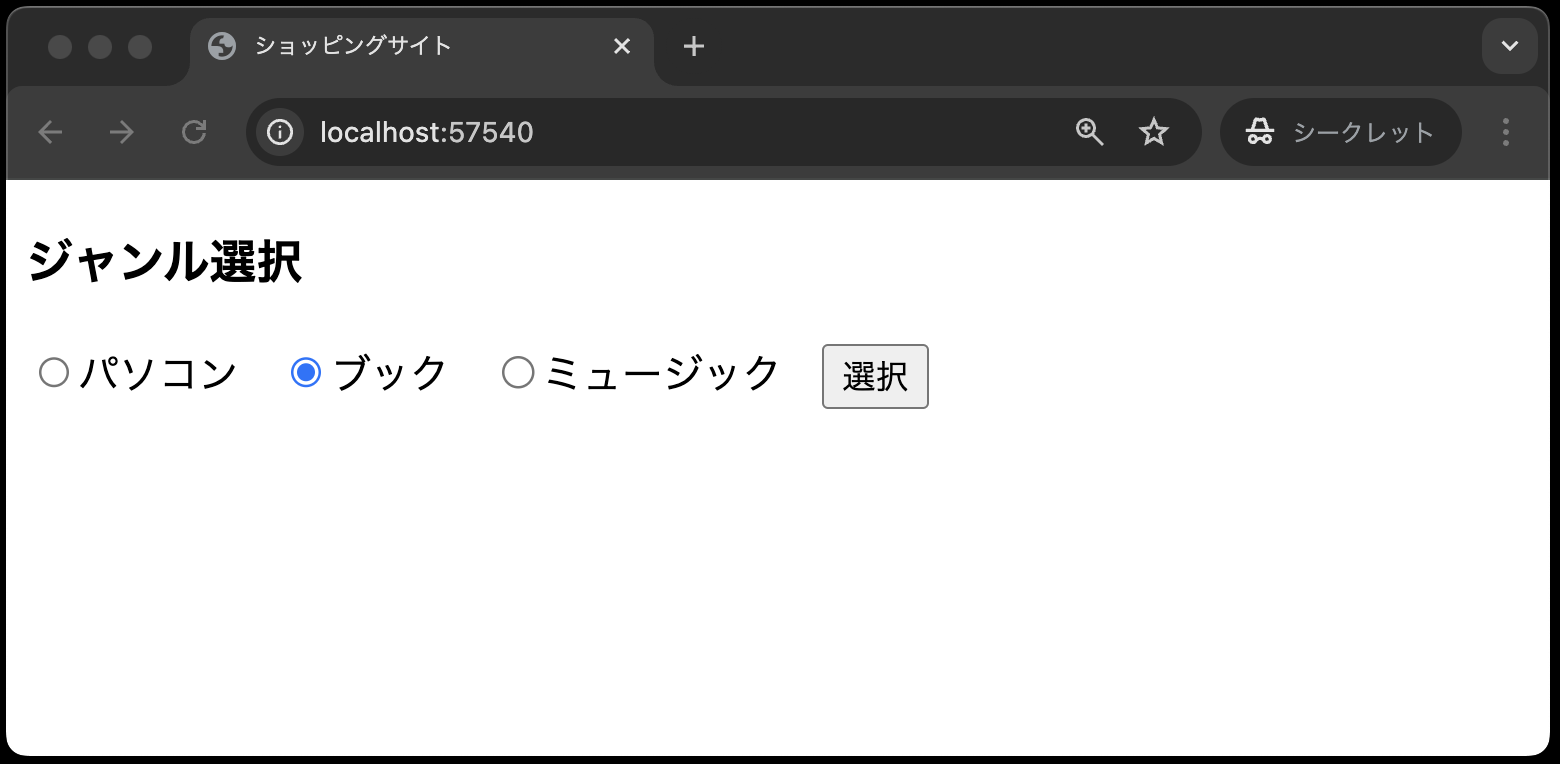 ショッピングサイト
localhost:57540
シークレット
ジャンル選択
パソコン ブック ミュージック 選択